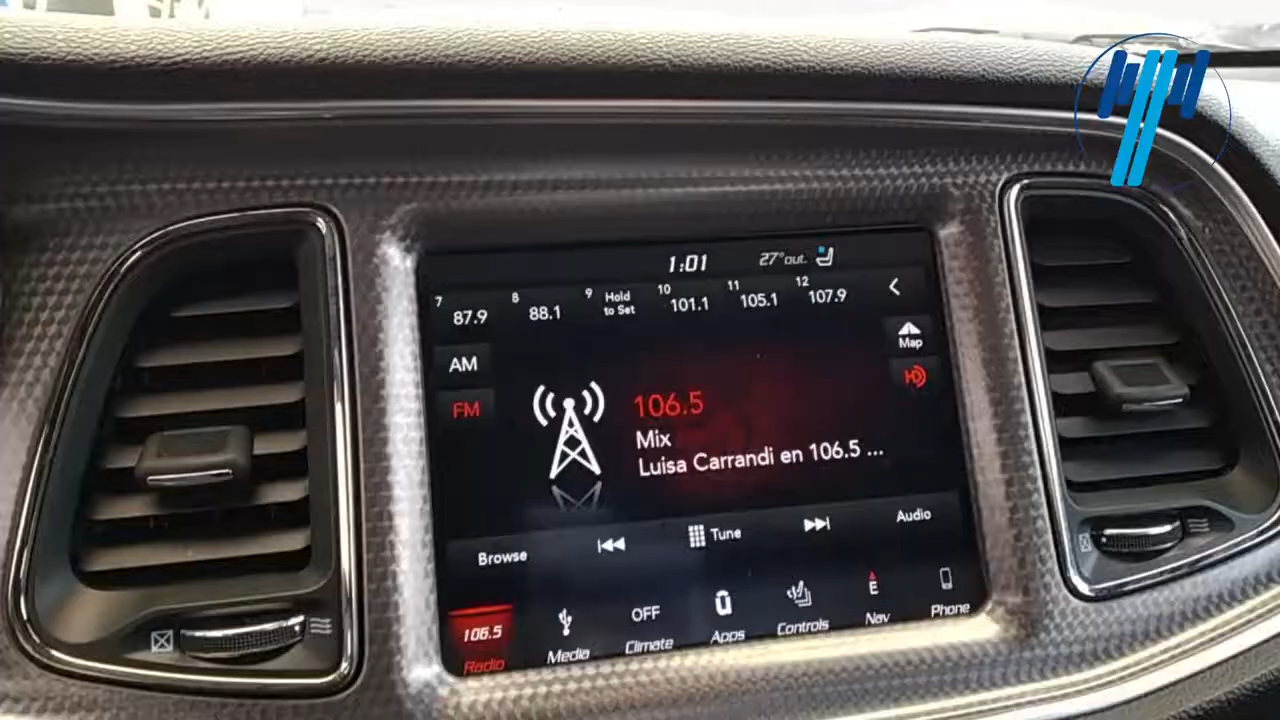 1:01 27° out.
7 87.9 8 88.1 9 Hold to Set 10 101.1 11 105.1 12 107.9
AM
Map
FM
106.5
Mix
Luisa Carrandi en 106.5 ...
Browse Tune Audio
106.5 OFF E
Radio Media Climate Apps Controls Nav Phone